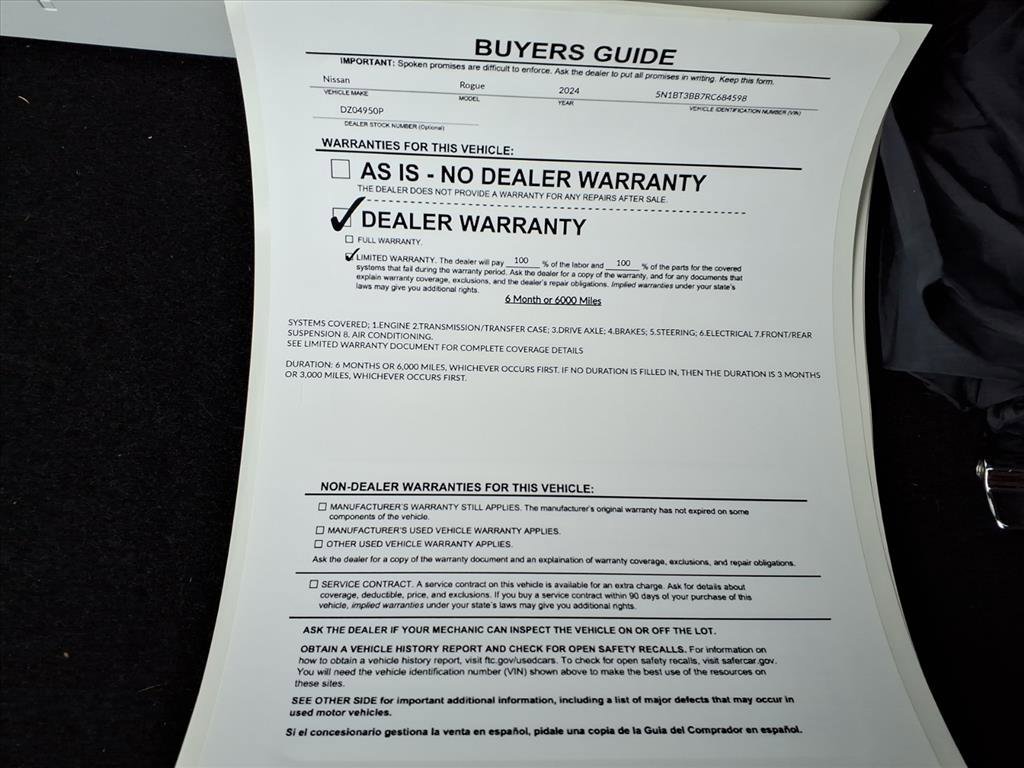 BUYERS GUIDE
IMPORTANT: Spoken promises are difficult to enforce. Ask the dealer to put all promises in writing. Keep this form.
Nissan Rogue 2024 5N1BT3BB7RC684598
VEHICLE MAKE MODEL YEAR VEHICLE IDENTIFICATION NUMBER (VIN)
DZ04950P
DEALER STOCK NUMBER (Optional)
WARRANTIES FOR THIS VEHICLE:
AS IS - NO DEALER WARRANTY
THE DEALER DOES NOT PROVIDE A WARRANTY FOR ANY REPAIRS AFTER SALE.
DEALER WARRANTY
FULL WARRANTY.
LIMITED WARRANTY. The dealer will pay 100 % of the labor and 100 % of the parts for the covered
systems that fail during the warranty period. Ask the dealer for a copy of the warranty, and for any documents that
explain warranty coverage, exclusions, and the dealer's repair obligations. Implied warranties under your state's
laws may give you additional rights.
6 Month or 6000 Miles
SYSTEMS COVERED; 1.ENGINE 2.TRANSMISSION/TRANSFER CASE; 3.DRIVE AXLE; 4.BRAKES; 5.STEERING; 6.ELECTRICAL 7.FRONT/REAR
SUSPENSION 8. AIR CONDITIONING.
SEE LIMITED WARRANTY DOCUMENT FOR COMPLETE COVERAGE DETAILS
DURATION: 6 MONTHS OR 6,000 MILES, WHICHEVER OCCURS FIRST. IF NO DURATION IS FILLED IN, THEN THE DURATION IS 3 MONTHS
OR 3,000 MILES, WHICHEVER OCCURS FIRST.
NON-DEALER WARRANTIES FOR THIS VEHICLE:
MANUFACTURER'S WARRANTY STILL APPLIES. The manufacturer's original warranty has not expired on some
components of the vehicle.
MANUFACTURER'S USED VEHICLE WARRANTY APPLIES.
OTHER USED VEHICLE WARRANTY APPLIES.
Ask the dealer for a copy of the warranty document and an explaination of warranty coverage, exclusions, and repair obligations.
SERVICE CONTRACT. A service contract on this vehicle is available for an extra charge. Ask for details about
coverage, deductible, price, and exclusions. If you buy a service contract within 90 days of your purchase of this
vehicle, implied warranties under your state's laws may give you additional rights.
ASK THE DEALER IF YOUR MECHANIC CAN INSPECT THE VEHICLE ON OR OFF THE LOT.
OBTAIN A VEHICLE HISTORY REPORT AND CHECK FOR OPEN SAFETY RECALLS. For information on
how to obtain a vehicle history report, visit ftc.gov/usedcars. To check for open safety recalls, visit safercar.gov.
You will need the vehicle identification number (VIN) shown above to make the best use of the resources on
these sites.
SEE OTHER SIDE for important additional information, including a list of major defects that may occur in
used motor vehicles.
Si el concesionario gestiona la venta en español, pidale una copia de la Guia del Comprador en español.